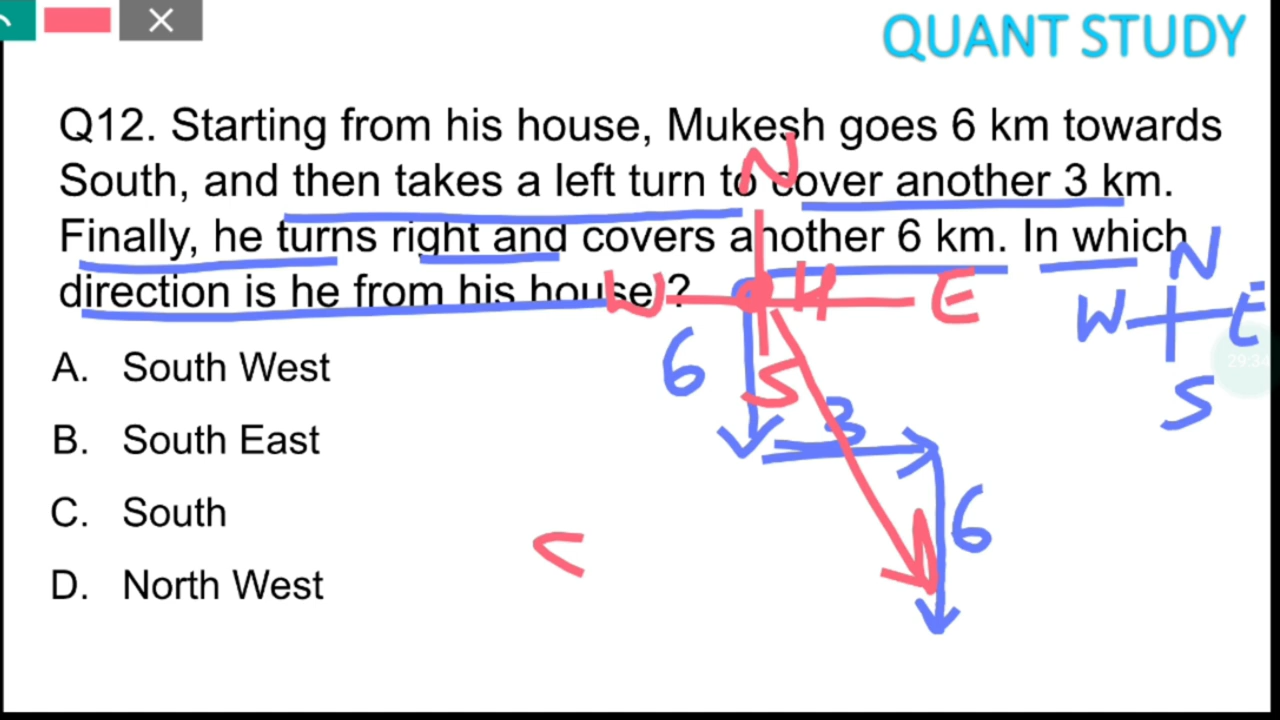 QUANT STUDY
Q12. Starting from his house, Mukesh goes 6 km towards
South, and then takes a left turn to cover another 3 km.
Finally, he turns right and covers another 6 km. In which
direction is he from his house ?
A. South West
B. South East
C. South
D. North West
N
W H E
S
6
3
6
N
W E
S
29:34